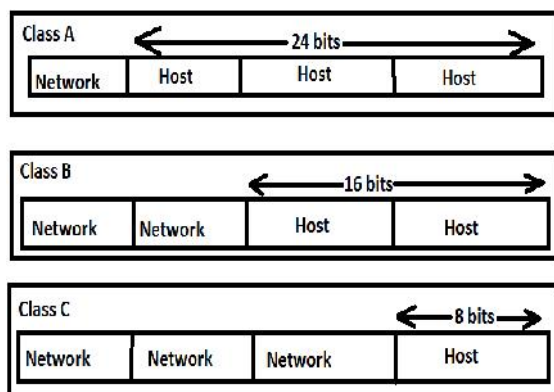 Class A
24 bits
Network Host Host Host
Class B
16 bits
Network Network Host Host
Class C
8 bits
Network Network Network Host